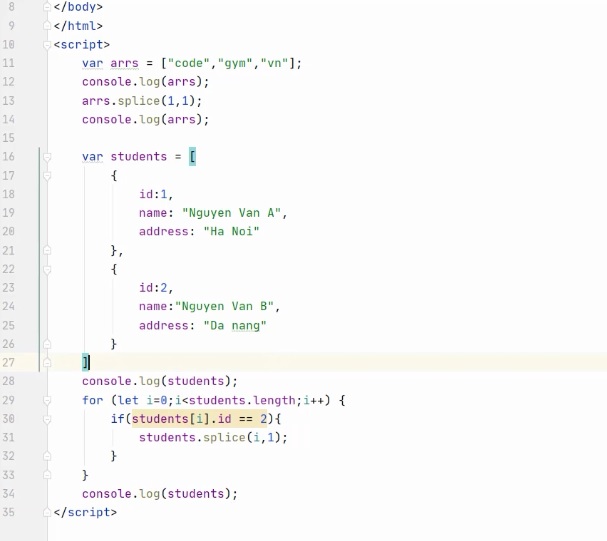 8 </body>
9 </html>
10 <script>
11 var arrs = ["code","gym","vn"];
12 console.log(arrs);
13 arrs.splice(1,1);
14 console.log(arrs);
15
16 var students = [
17 {
18 id:1,
19 name: "Nguyen Van A",
20 address: "Ha Noi"
21 },
22 {
23 id:2,
24 name:"Nguyen Van B",
25 address: "Da nang"
26 }
27 ]
28 console.log(students);
29 for (let i=0;i<students.length;i++) {
30 if(students[i].id == 2){
31 students.splice(i,1);
32 }
33 }
34 console.log(students);
35 </script>